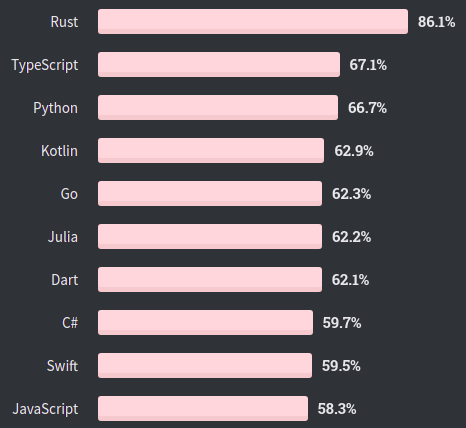 Rust 86.1%
TypeScript 67.1%
Python 66.7%
Kotlin 62.9%
Go 62.3%
Julia 62.2%
Dart 62.1%
C# 59.7%
Swift 59.5%
JavaScript 58.3%